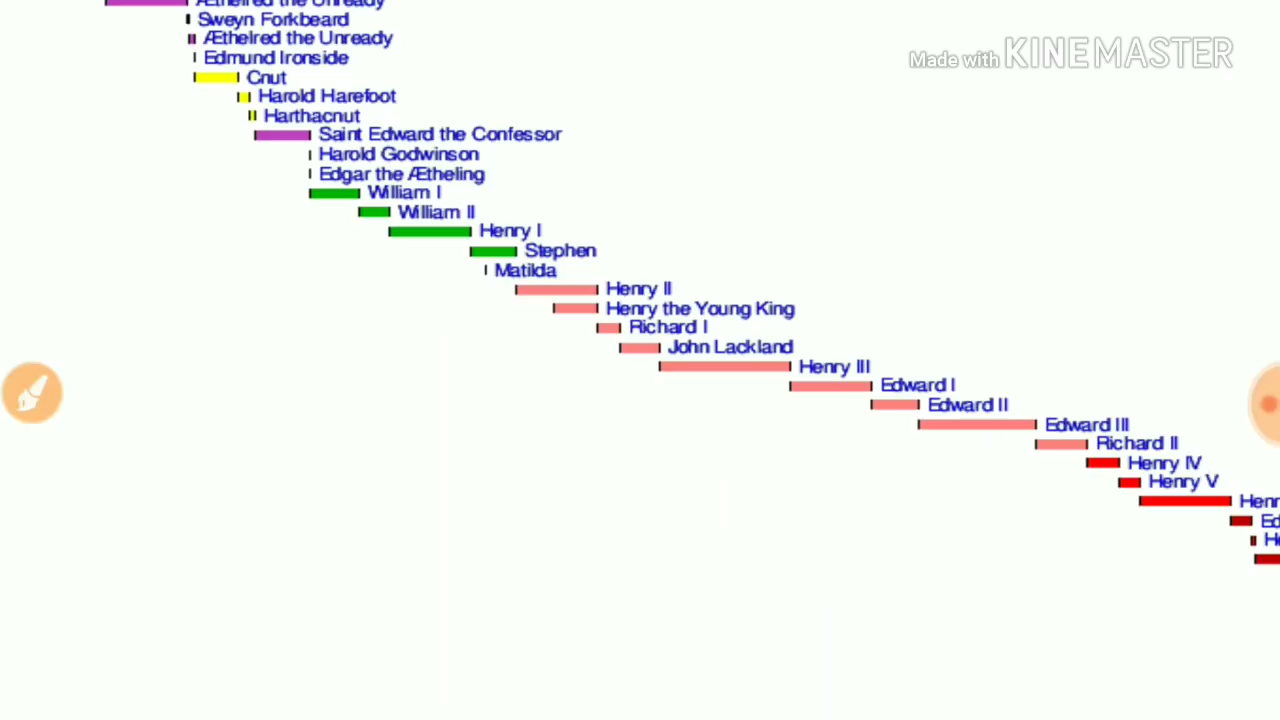 Æthelred the Unready
Sweyn Forkbeard
Æthelred the Unready
Edmund Ironside
Made with KINEMASTER
Cnut
Harold Harefoot
Harthacnut
Saint Edward the Confessor
Harold Godwinson
Edgar the Ætheling
William I
William II
Henry I
Stephen
Matilda
Henry II
Henry the Young King
Richard I
John Lackland
Henry III
Edward I
Edward II
Edward III
Richard II
Henry IV
Henry V